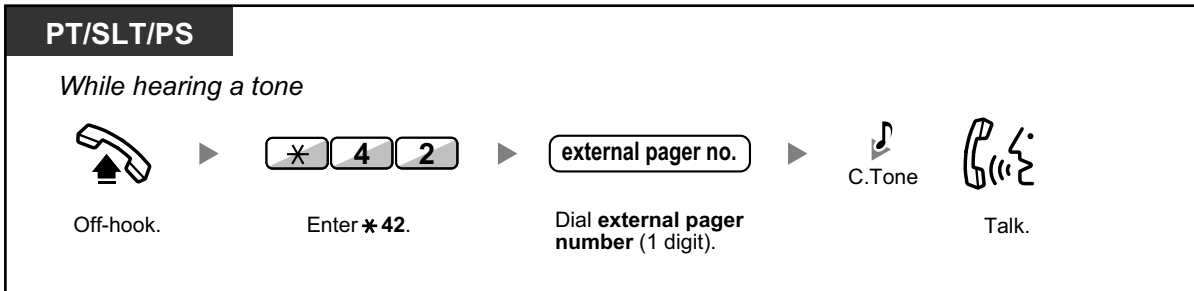 PT/SLT/PS
While hearing a tone
* 4 2
external pager no.
C.Tone
Off-hook.
Enter * 42.
Dial external pager
number (1 digit).
Talk.